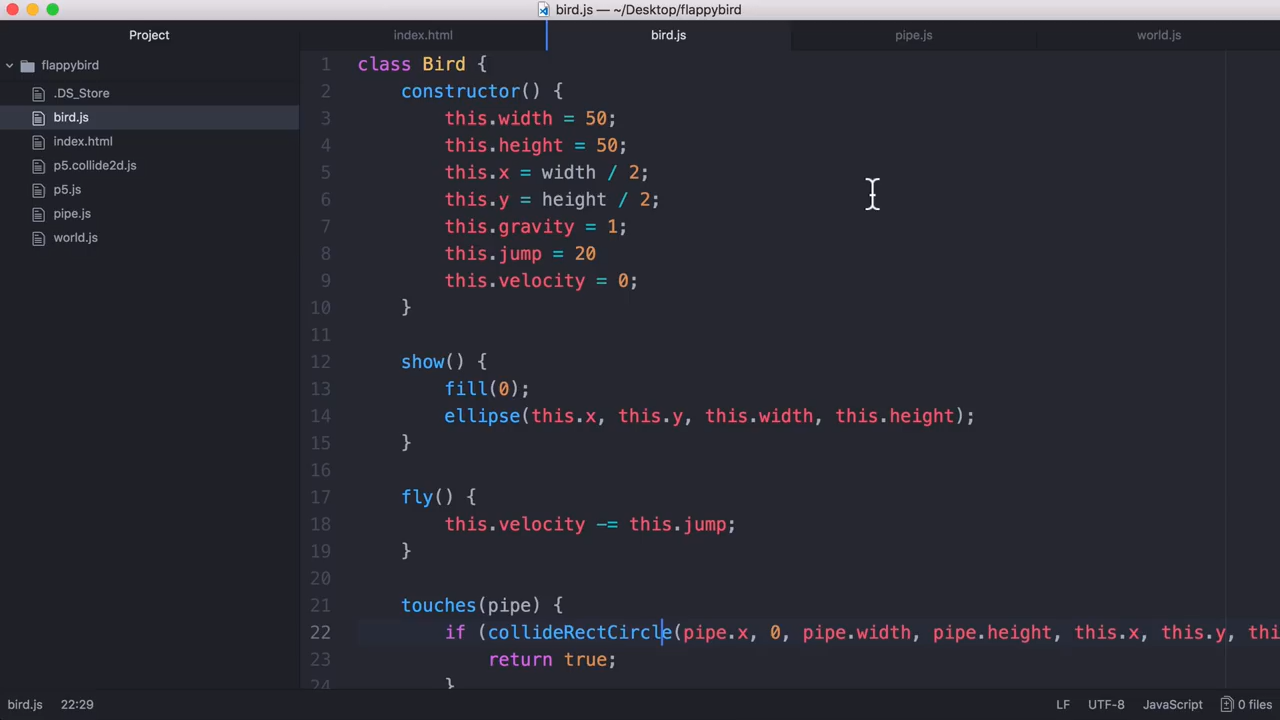 bird.js — ~/Desktop/flappybird
Project
index.html
bird.js
pipe.js
world.js
flappybird
.DS_Store
bird.js
index.html
p5.collide2d.js
p5.js
pipe.js
world.js
1 class Bird {
2 constructor() {
3 this.width = 50;
4 this.height = 50;
5 this.x = width / 2;
6 this.y = height / 2;
7 this.gravity = 1;
8 this.jump = 20
9 this.velocity = 0;
10 }
11
12 show() {
13 fill(0);
14 ellipse(this.x, this.y, this.width, this.height);
15 }
16
17 fly() {
18 this.velocity -= this.jump;
19 }
20
21 touches(pipe) {
22 if (collideRectCircle(pipe.x, 0, pipe.width, pipe.height, this.x, this.y, thi
23 return true;
24 }
bird.js 22:29
LF UTF-8 JavaScript 0 files